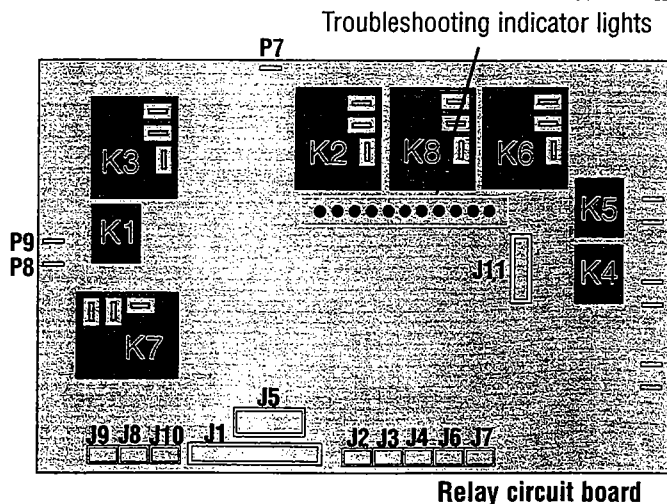 Troubleshooting indicator lights
P7
K3
K2
K8
K6
K1
K5
P9
P8
J11
K4
K7
J5
J9 J8 J10 J1 J2 J3 J4 J6 J7
Relay circuit board